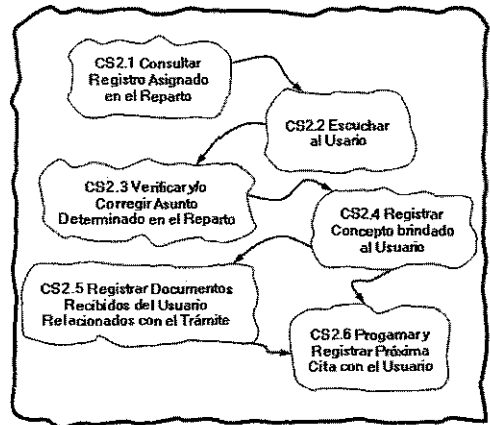 CS2.1 Consultar
Registro Asignado
en el Reparto
CS2.2 Escuchar
al Usario
CS2.3 Verificar y/o
Corregir Asunto
Determinado en el Reparto
CS2.4 Registrar
Concepto brindado
al Usuario
CS2.5 Registrar Documentos
Recibidos del Usuario
Relacionados con el Trámite
CS2.6 Progamar y
Registrar Próxima
Cita con el Usuario